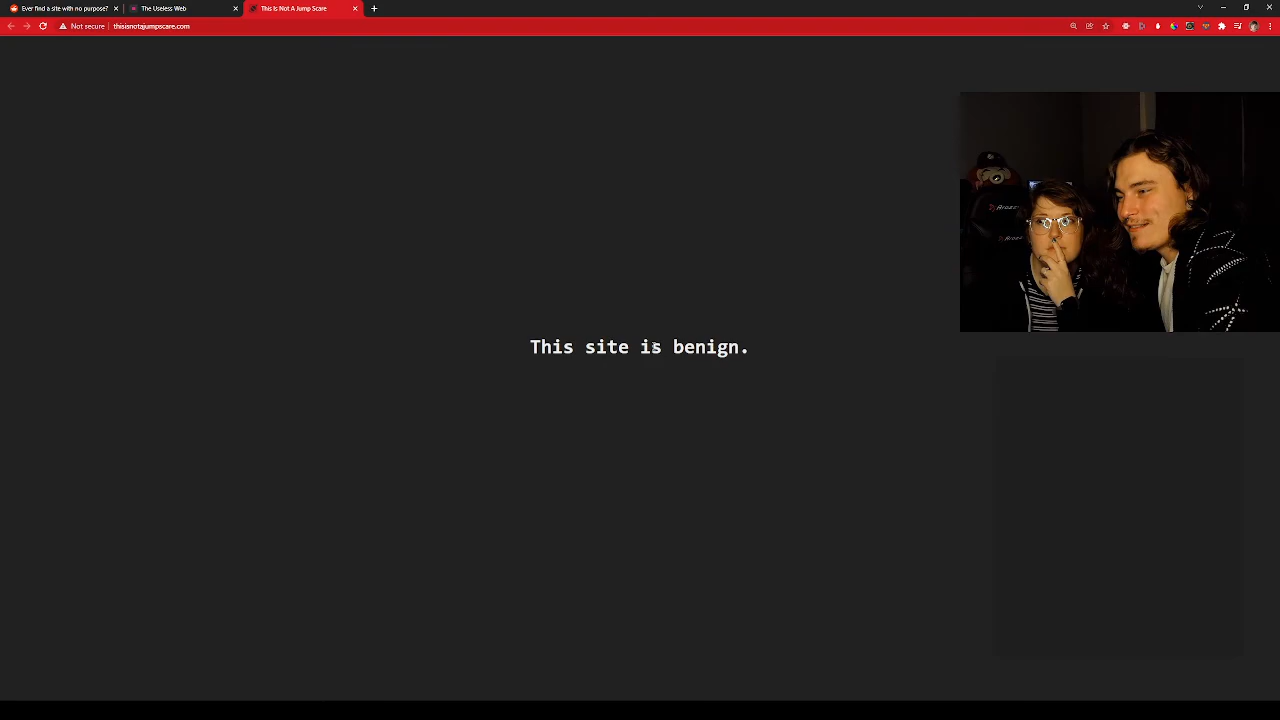 Ever find a site with no purpose?
The Useless Web
This Is Not A Jump Scare
Not secure
thisisnotajumpscare.com
This site is benign.